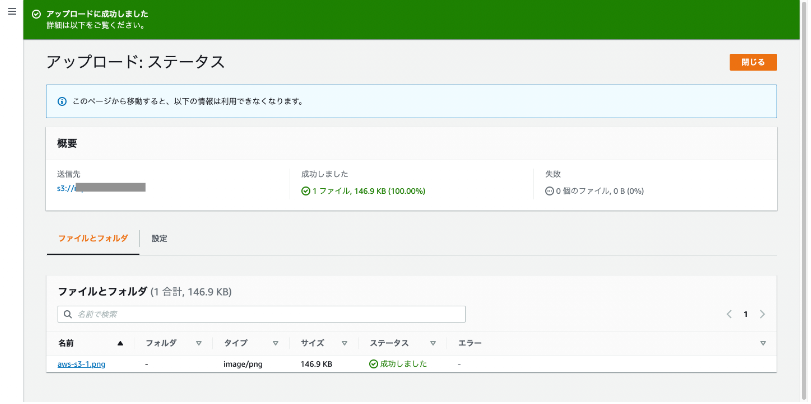 アップロードに成功しました
詳細は以下をご覧ください。
アップロード: ステータス
閉じる
このページから移動すると、以下の情報は利用できなくなります。
概要
送信先
s3://
成功しました
1 ファイル, 146.9 KB (100.00%)
失敗
0 個のファイル, 0 B (0%)
ファイルとフォルダ
設定
ファイルとフォルダ (1 合計, 146.9 KB)
名前で検索
1
名前 フォルダ タイプ サイズ ステータス エラー
aws-s3-1.png - image/png 146.9 KB 成功しました -